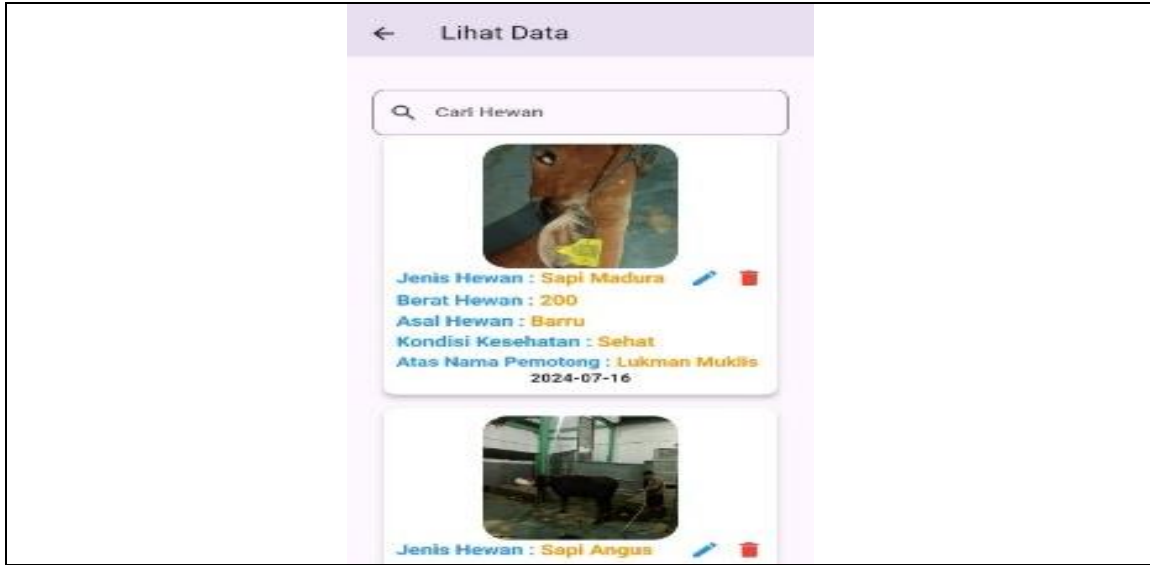 Lihat Data
Cari Hewan
Jenis Hewan : Sapi Madura
Berat Hewan : 200
Asal Hewan : Barru
Kondisi Kesehatan : Sehat
Atas Nama Pemotong : Lukman Muklis
2024-07-16
Jenis Hewan : Sapi Angus